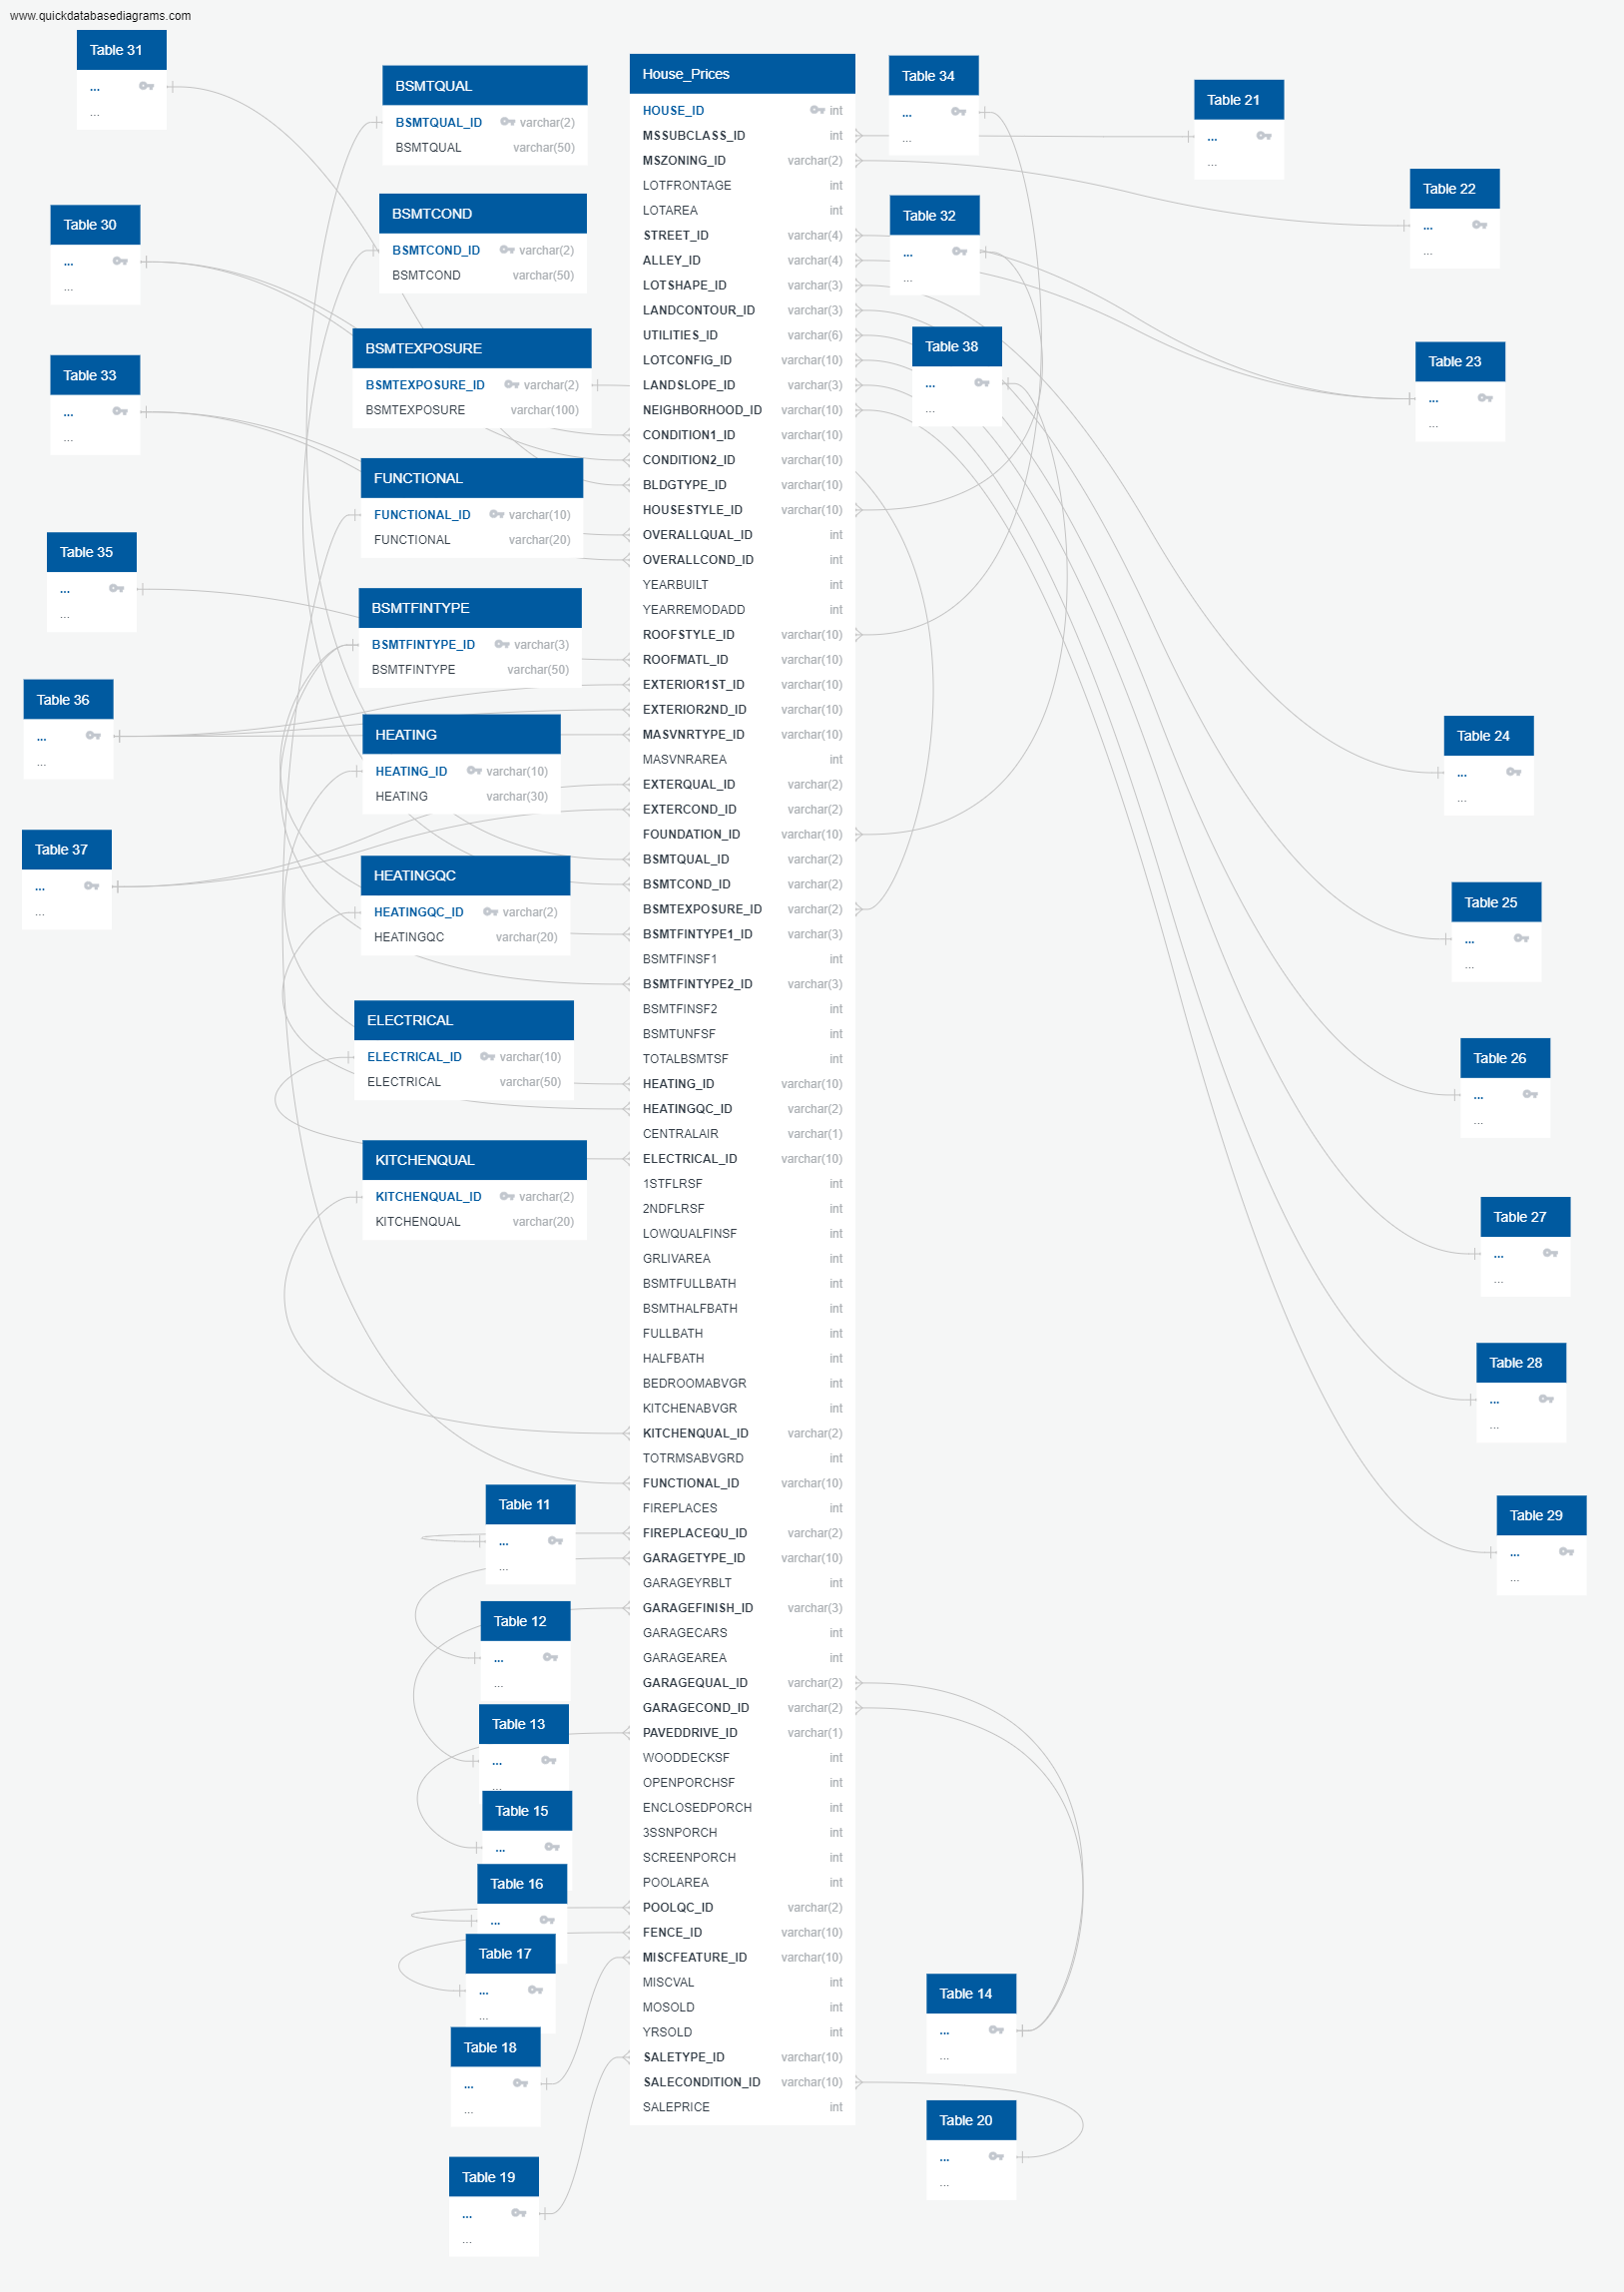 www.quickdatabasediagrams.com
Table 31
...
...
Table 30
...
...
Table 33
...
...
Table 35
...
...
Table 36
...
...
Table 37
...
...
BSMTQUAL
BSMTQUAL_ID varchar(2)
BSMTQUAL varchar(50)
BSMTCOND
BSMTCOND_ID varchar(2)
BSMTCOND varchar(50)
BSMTEXPOSURE
BSMTEXPOSURE_ID varchar(2)
BSMTEXPOSURE varchar(100)
FUNCTIONAL
FUNCTIONAL_ID varchar(10)
FUNCTIONAL varchar(20)
BSMTFINTYPE
BSMTFINTYPE_ID varchar(3)
BSMTFINTYPE varchar(50)
HEATING
HEATING_ID varchar(10)
HEATING varchar(30)
HEATINGQC
HEATINGQC_ID varchar(2)
HEATINGQC varchar(20)
ELECTRICAL
ELECTRICAL_ID varchar(10)
ELECTRICAL varchar(50)
KITCHENQUAL
KITCHENQUAL_ID varchar(2)
KITCHENQUAL varchar(20)
Table 11
...
...
Table 12
...
...
Table 13
...
...
Table 15
...
Table 16
...
Table 17
...
...
Table 18
...
...
Table 19
...
...
House_Prices
HOUSE_ID int
MSSUBCLASS_ID int
MSZONING_ID varchar(2)
LOTFRONTAGE int
LOTAREA int
STREET_ID varchar(4)
ALLEY_ID varchar(4)
LOTSHAPE_ID varchar(3)
LANDCONTOUR_ID varchar(3)
UTILITIES_ID varchar(6)
LOTCONFIG_ID varchar(10)
LANDSLOPE_ID varchar(3)
NEIGHBORHOOD_ID varchar(10)
CONDITION1_ID varchar(10)
CONDITION2_ID varchar(10)
BLDGTYPE_ID varchar(10)
HOUSESTYLE_ID varchar(10)
OVERALLQUAL_ID int
OVERALLCOND_ID int
YEARBUILT int
YEARREMODADD int
ROOFSTYLE_ID varchar(10)
ROOFMATL_ID varchar(10)
EXTERIOR1ST_ID varchar(10)
EXTERIOR2ND_ID varchar(10)
MASVNRTYPE_ID varchar(10)
MASVNRAREA int
EXTERQUAL_ID varchar(2)
EXTERCOND_ID varchar(2)
FOUNDATION_ID varchar(10)
BSMTQUAL_ID varchar(2)
BSMTCOND_ID varchar(2)
BSMTEXPOSURE_ID varchar(2)
BSMTFINTYPE1_ID varchar(3)
BSMTFINSF1 int
BSMTFINTYPE2_ID varchar(3)
BSMTFINSF2 int
BSMTUNFSF int
TOTALBSMTSF int
HEATING_ID varchar(10)
HEATINGQC_ID varchar(2)
CENTRALAIR varchar(1)
ELECTRICAL_ID varchar(10)
1STFLRSF int
2NDFLRSF int
LOWQUALFINSF int
GRLIVAREA int
BSMTFULLBATH int
BSMTHALFBATH int
FULLBATH int
HALFBATH int
BEDROOMABVGR int
KITCHENABVGR int
KITCHENQUAL_ID varchar(2)
TOTRMSABVGRD int
FUNCTIONAL_ID varchar(10)
FIREPLACES int
FIREPLACEQU_ID varchar(2)
GARAGETYPE_ID varchar(10)
GARAGEYRBLT int
GARAGEFINISH_ID varchar(3)
GARAGECARS int
GARAGEAREA int
GARAGEQUAL_ID varchar(2)
GARAGECOND_ID varchar(2)
PAVEDDRIVE_ID varchar(1)
WOODDECKSF int
OPENPORCHSF int
ENCLOSEDPORCH int
3SSNPORCH int
SCREENPORCH int
POOLAREA int
POOLQC_ID varchar(2)
FENCE_ID varchar(10)
MISCFEATURE_ID varchar(10)
MISCVAL int
MOSOLD int
YRSOLD int
SALETYPE_ID varchar(10)
SALECONDITION_ID varchar(10)
SALEPRICE int
Table 34
...
...
Table 32
...
...
Table 38
...
...
Table 14
...
...
Table 20
...
...
Table 21
...
...
Table 22
...
...
Table 23
...
...
Table 24
...
...
Table 25
...
...
Table 26
...
...
Table 27
...
...
Table 28
...
...
Table 29
...
...